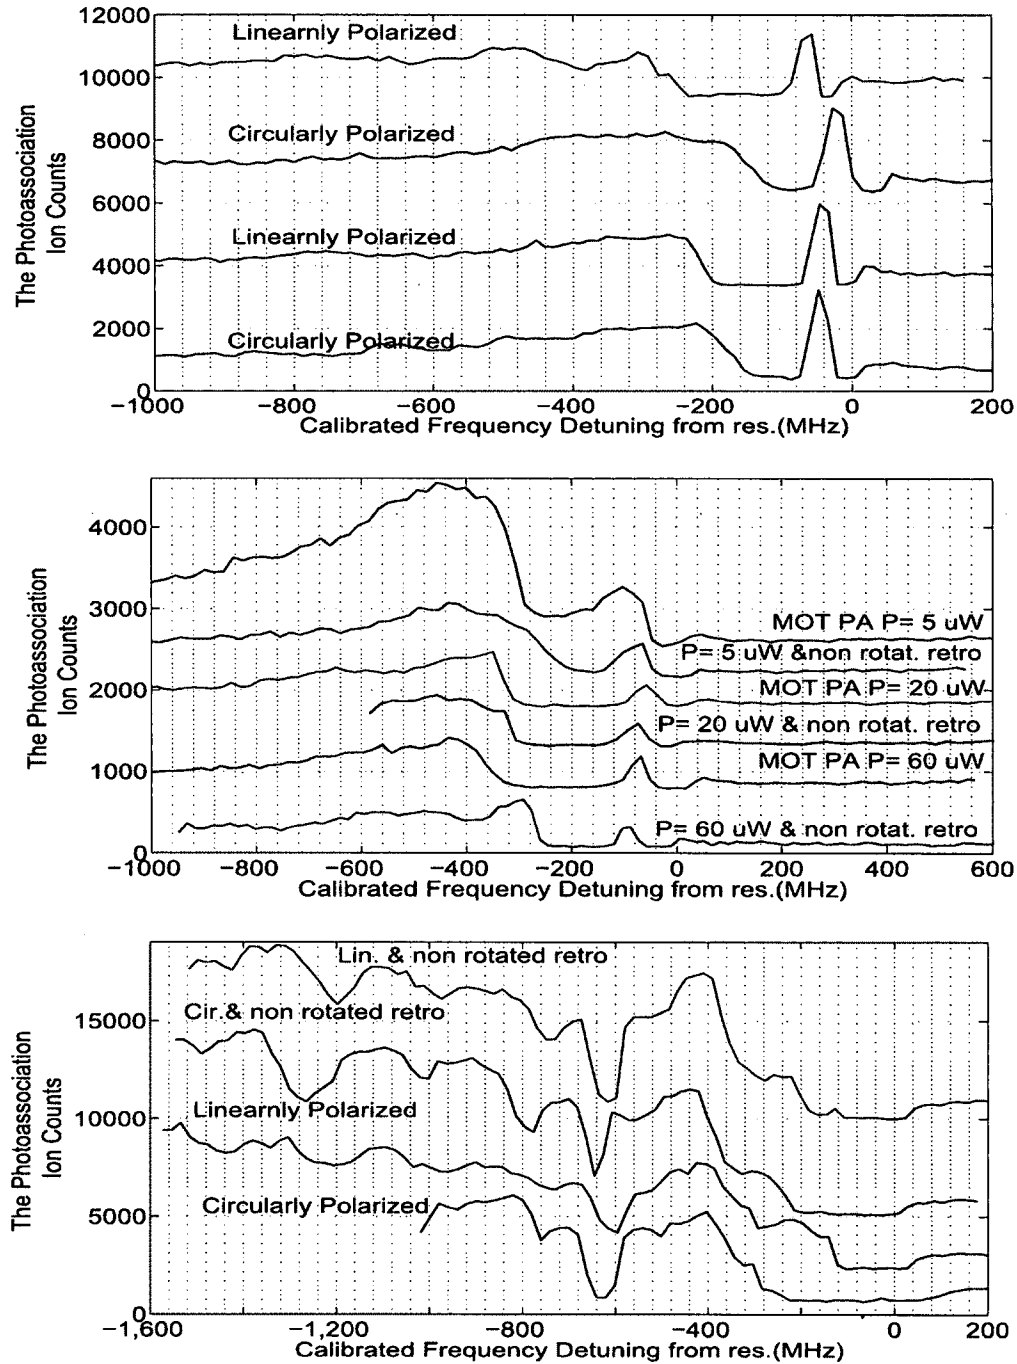 12000
10000
8000
6000
4000
2000
0
The Photoassociation
Ion Counts
Linearnly Polarized
Circularly Polarized
Linearnly Polarized
Circularly Polarized
−1000 −800 −600 −400 −200 0 200
Calibrated Frequency Detuning from res.(MHz)
4000
3000
2000
1000
0
The Photoassociation
Ion Counts
MOT PA P= 5 uW
P= 5 uW &non rotat. retro
MOT PA P= 20 uW
P= 20 uW & non rotat. retro
MOT PA P= 60 uW
P= 60 uW & non rotat. retro
−1000 −800 −600 −400 −200 0 200 400 600
Calibrated Frequency Detuning from res.(MHz)
15000
10000
5000
0
The Photoassociation
Ion Counts
Lin. & non rotated retro
Cir.& non rotated retro
Linearnly Polarized
Circularly Polarized
−1,600 −1,200 −800 −400 0 200
Calibrated Frequency Detuning from res.(MHz)